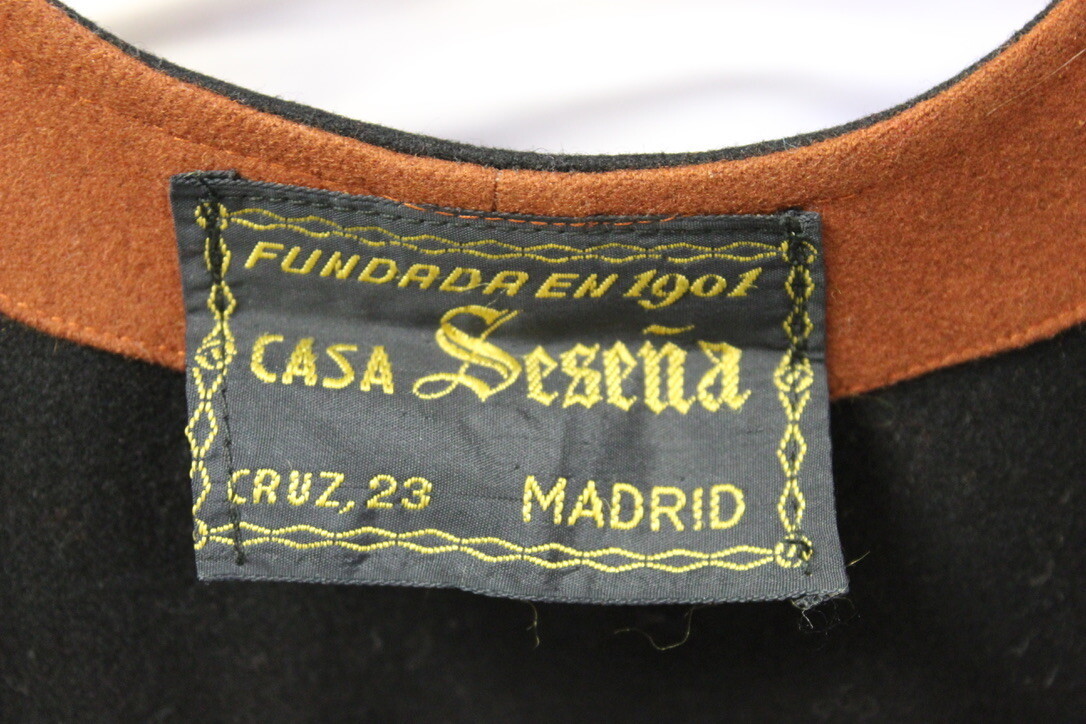 FUNDADA EN 1901
CASA Seseña
CRUZ, 23 MADRID